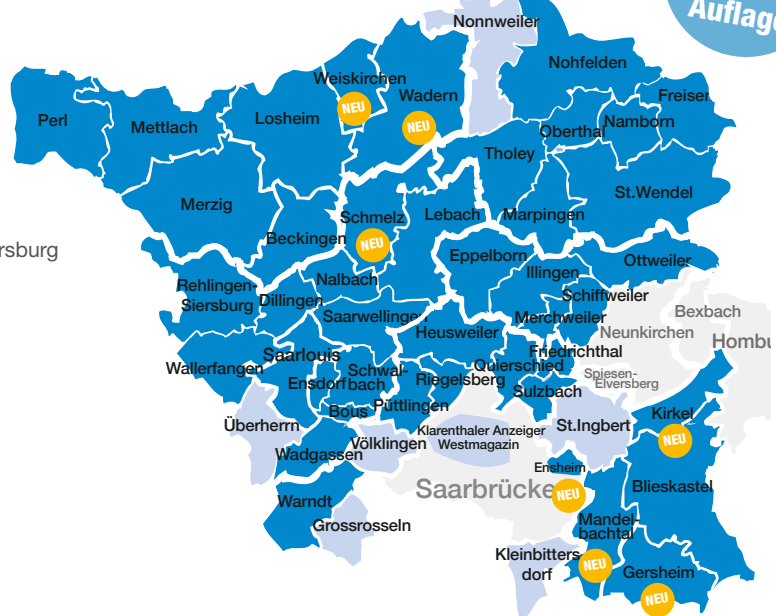 Auflage
Nonnweiler
Nohfelden
Weiskirchen
NEU
Wadern
NEU
Freisen
Perl
Mettlach
Losheim
Oberthal
Namborn
Tholey
St.Wendel
Merzig
Schmelz
NEU
Lebach
Marpingen
Beckingen
rsburg
Eppelborn
Illingen
Ottweiler
Rehlingen-
Siersburg
Dillingen
Nalbach
Schiffweiler
Saarwellingen
Merchweiler
Bexbach
Heusweiler
Neunkirchen
Hombu
Wallerfangen
Saarlouis
Friedrichthal
Quierschied
Ensdorf
Schwal-
bach
Riegelsberg
Spiesen-
Elversberg
Sulzbach
Bous
Püttlingen
Kirkel
NEU
Überherrn
Klarenthaler Anzeiger
Westmagazin
St.Ingbert
Völklingen
Wadgassen
Ensheim
NEU
Saarbrücke
Blieskastel
Warndt
Grossrosseln
Mandel-
bachtal
NEU
Kleinbitters
dorf
Gersheim
NEU